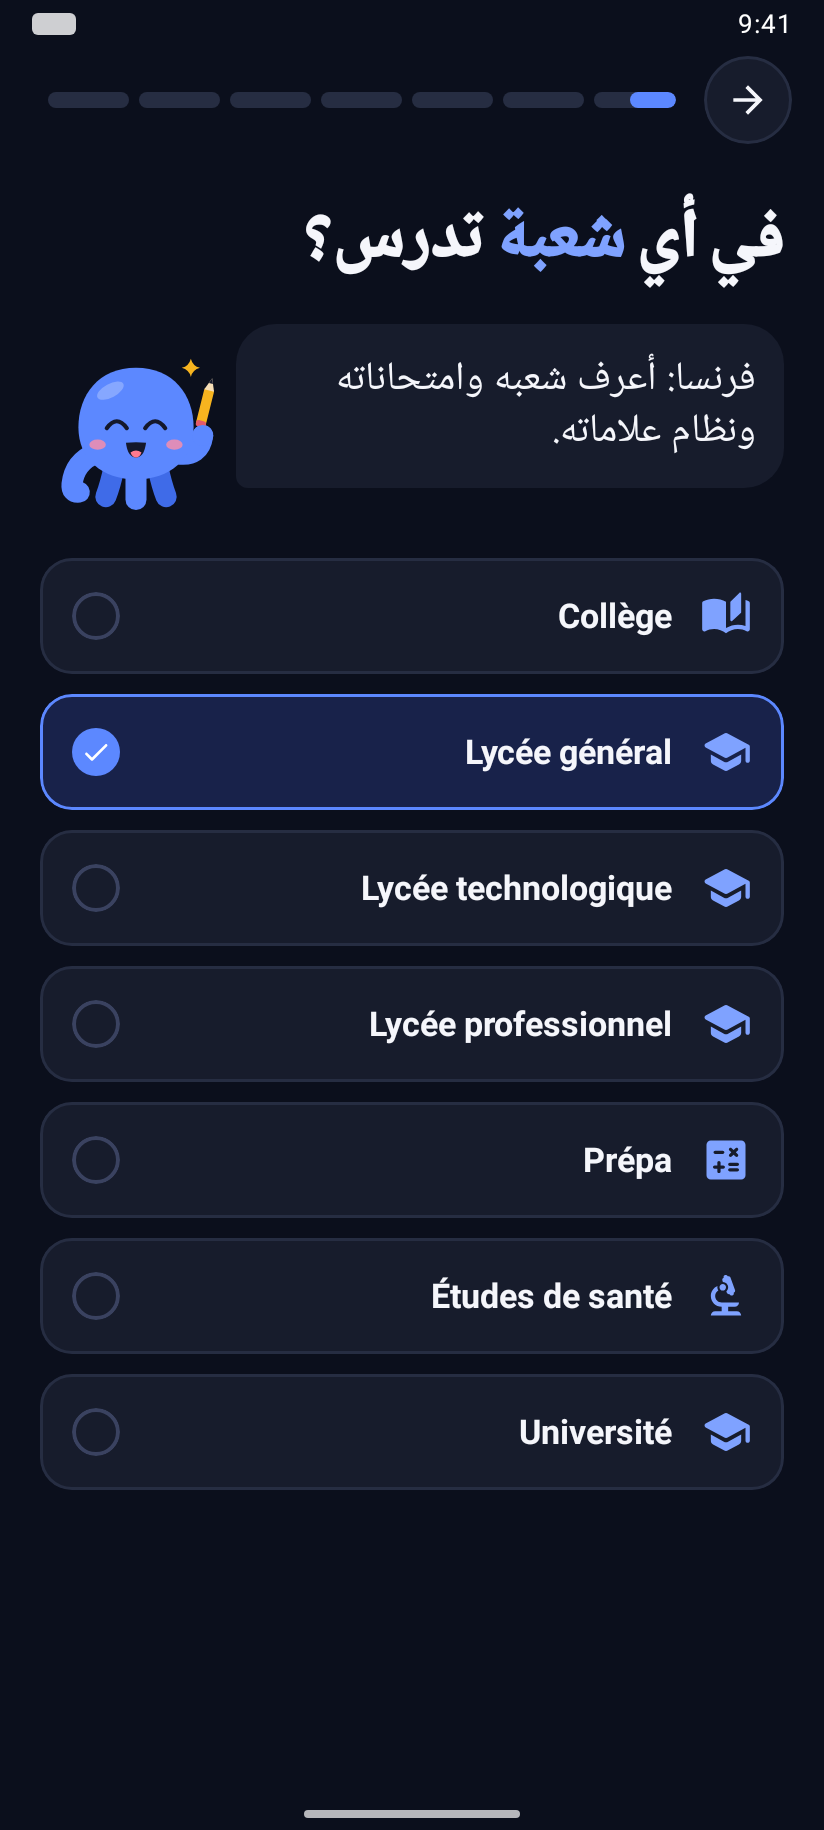 9:41
في أي شعبة تدرس؟
فرنسا: أعرف شعبه وامتحاناته
ونظام علاماته.
Collège
Lycée général
Lycée technologique
Lycée professionnel
Prépa
Études de santé
Université